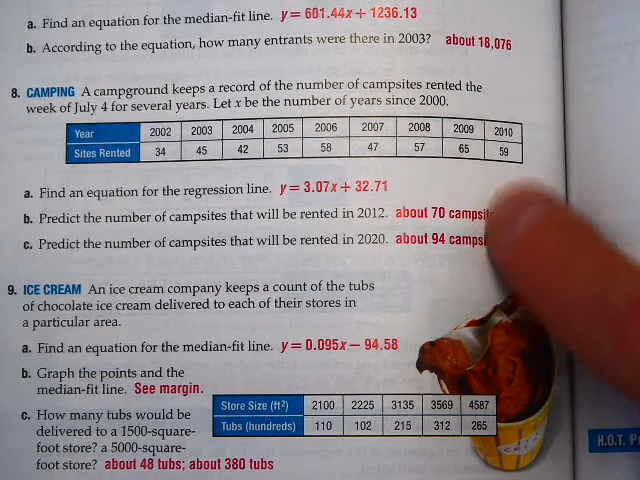 a. Find an equation for the median-fit line. y = 601.44x + 1236.13
b. According to the equation, how many entrants were there in 2003? about 18,076
8. CAMPING A campground keeps a record of the number of campsites rented the
week of July 4 for several years. Let x be the number of years since 2000.
Year 2002 2003 2004 2005 2006 2007 2008 2009 2010
Sites Rented 34 45 42 53 58 47 57 65 59
a. Find an equation for the regression line. y = 3.07x + 32.71
b. Predict the number of campsites that will be rented in 2012. about 70 campsit
c. Predict the number of campsites that will be rented in 2020. about 94 campsi
9. ICE CREAM An ice cream company keeps a count of the tubs
of chocolate ice cream delivered to each of their stores in
a particular area.
a. Find an equation for the median-fit line. y = 0.095x − 94.58
b. Graph the points and the
median-fit line. See margin.
c. How many tubs would be
delivered to a 1500-square-
foot store? a 5000-square-
foot store? about 48 tubs; about 380 tubs
Store Size (ft²) 2100 2225 3135 3569 4587
Tubs (hundreds) 110 102 215 312 265
H.O.T. P